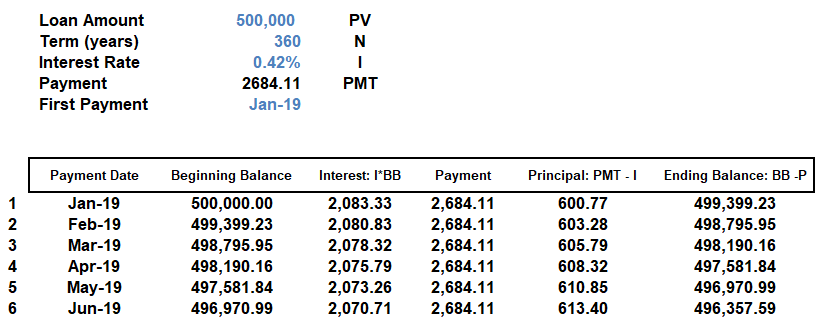 Loan Amount 500,000 PV
Term (years) 360 N
Interest Rate 0.42% I
Payment 2684.11 PMT
First Payment Jan-19
Payment Date Beginning Balance Interest: I*BB Payment Principal: PMT - I Ending Balance: BB -P
1 Jan-19 500,000.00 2,083.33 2,684.11 600.77 499,399.23
2 Feb-19 499,399.23 2,080.83 2,684.11 603.28 498,795.95
3 Mar-19 498,795.95 2,078.32 2,684.11 605.79 498,190.16
4 Apr-19 498,190.16 2,075.79 2,684.11 608.32 497,581.84
5 May-19 497,581.84 2,073.26 2,684.11 610.85 496,970.99
6 Jun-19 496,970.99 2,070.71 2,684.11 613.40 496,357.59